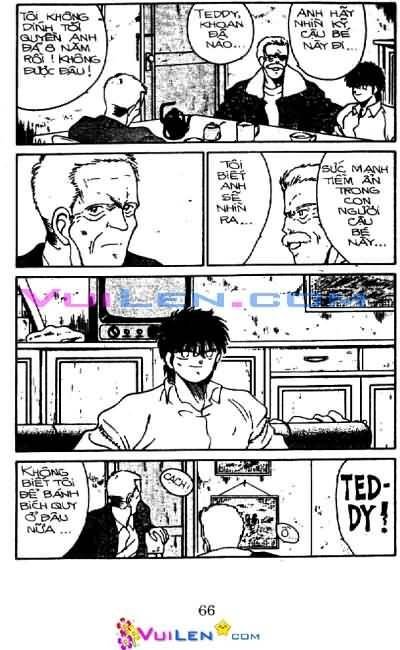 TÔI KHÔNG
DÍNH TỚI
QUYỀN ANH
ĐÃ 8 NĂM
RỒI! KHÔNG
ĐƯỢC ĐÂU!
TEDDY,
KHOAN
ĐÃ
NÀO...
ANH HÃY
NHÌN KỸ
CẬU BÉ
NÀY ĐI...
TÔI
BIẾT
ANH
SẼ
NHÌN
RA...
SỨC MẠNH
TIỀM ẨN
TRONG
CON
NGƯỜI
CẬU
BÉ
NÀY...
VUILEN.COM
KHÔNG
BIẾT TÔI
ĐỂ BÁNH
BÍCH QUY
Ở ĐÂU
NỮA...
CẠCH!
Ồ
TED-
DY!
66
VUILEN.COM